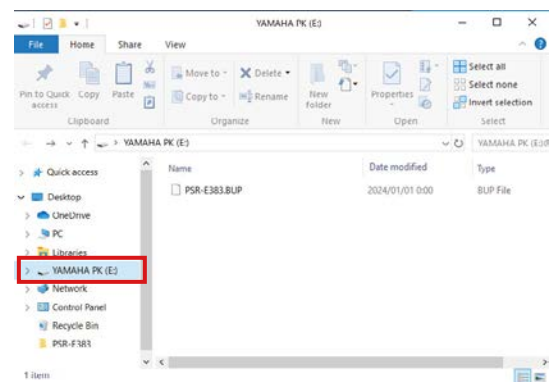 YAMAHA PK (E:)
File Home Share View
Pin to Quick access
Copy
Paste
Move to
Copy to
Delete
Rename
New folder
Properties
Select all
Select none
Invert selection
Clipboard Organize New Open Select
YAMAHA PK (E:)
YAMAHA PK (E:)
Quick access
Desktop
OneDrive
PC
Libraries
YAMAHA PK (E:)
Network
Control Panel
Recycle Bin
PSR-E383
Name Date modified Type
PSR-E383.BUP 2024/01/01 0:00 BUP File
1 item